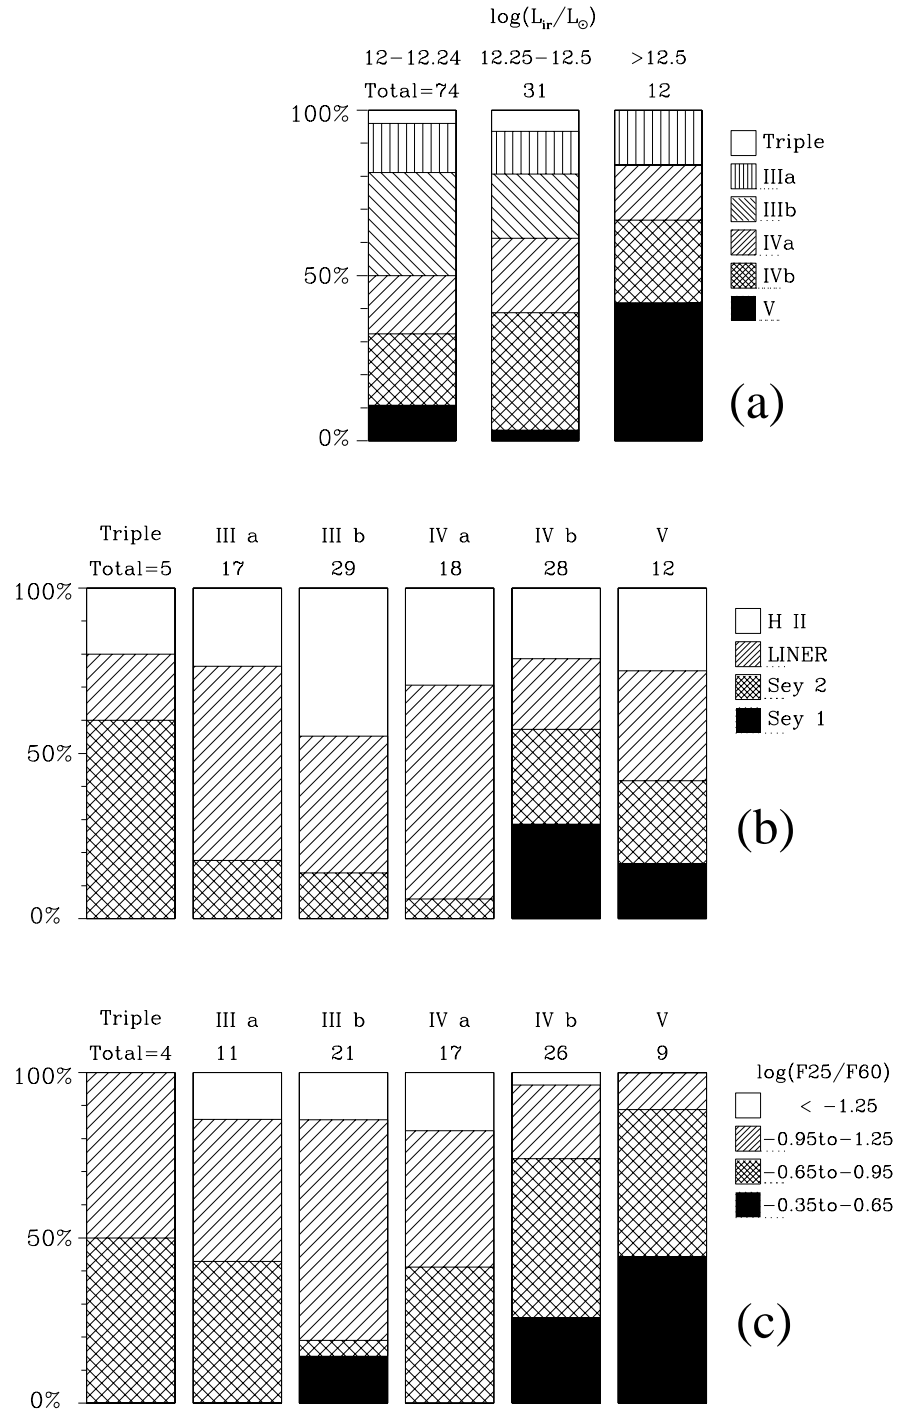 log(L_ir/L_⊙)
12−12.24 12.25−12.5 >12.5
Total=74 31 12
100%
50%
0%
Triple
IIIa
IIIb
IVa
IVb
V
(a)
Triple III a III b IV a IV b V
Total=5 17 29 18 28 12
100%
50%
0%
H II
LINER
Sey 2
Sey 1
(b)
Triple III a III b IV a IV b V
Total=4 11 21 17 26 9
100%
50%
0%
log(F25/F60)
< −1.25
−0.95to−1.25
−0.65to−0.95
−0.35to−0.65
(c)